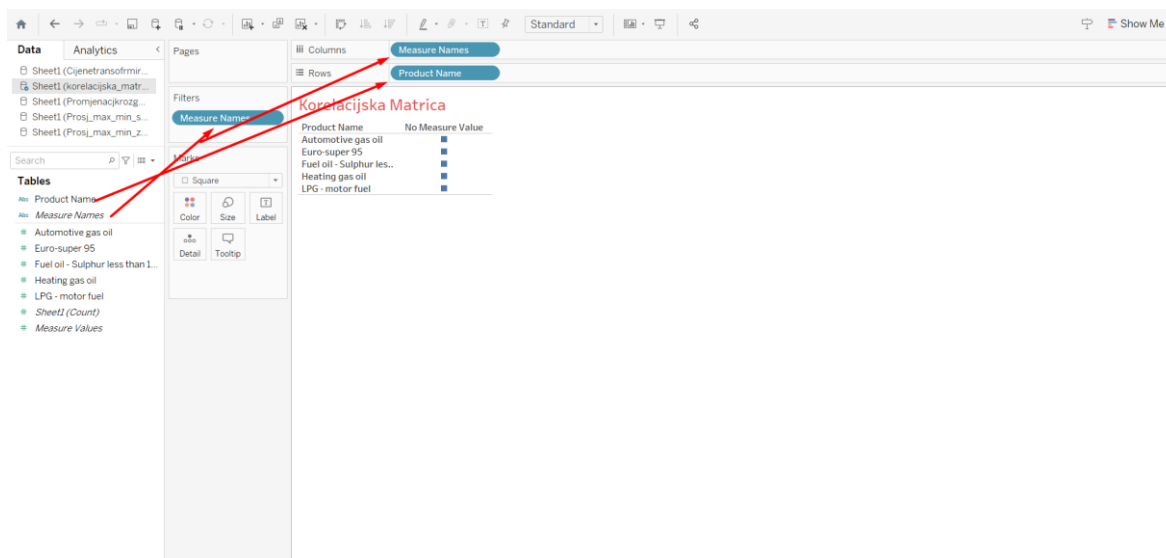 Standard
Show Me
Data Analytics
Sheet1 (Cijenetransofrmir...
Sheet1 (korelacijska_matr...
Sheet1 (Promjenacjkrozg...
Sheet1 (Prosj_max_min_s...
Sheet1 (Prosj_max_min_z...
Search
Tables
Abc Product Name
Abc Measure Names
# Automotive gas oil
# Euro-super 95
# Fuel oil - Sulphur less than 1...
# Heating gas oil
# LPG - motor fuel
# Sheet1 (Count)
# Measure Values
Pages
Filters
Measure Names
Marks
Square
Color Size Label
Detail Tooltip
Columns Measure Names
Rows Product Name
Korelacijska Matrica
Product Name No Measure Value
Automotive gas oil
Euro-super 95
Fuel oil - Sulphur les..
Heating gas oil
LPG - motor fuel